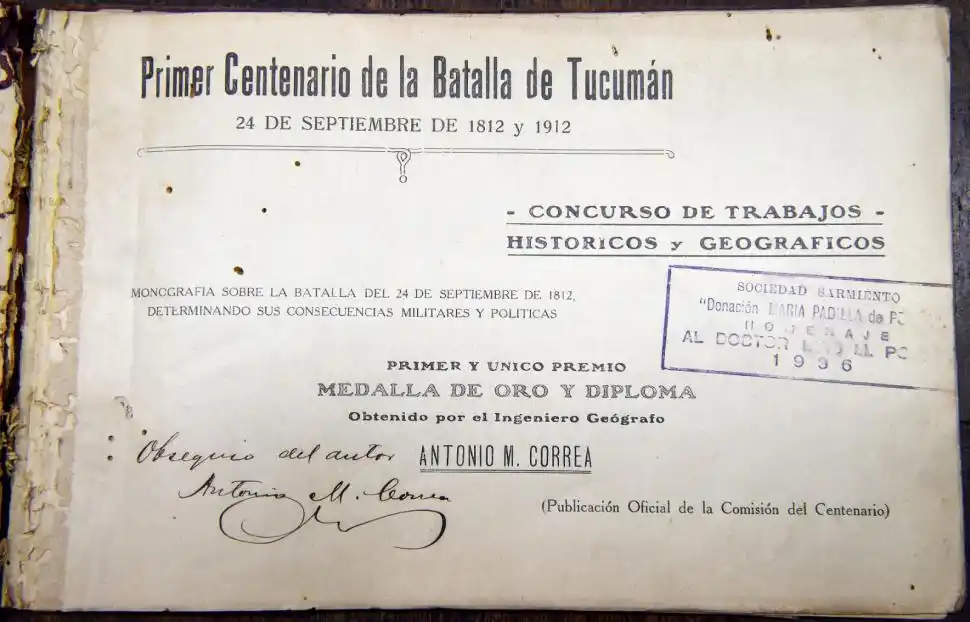 Primer Centenario de la Batalla de Tucumán
24 DE SEPTIEMBRE DE 1812 y 1912
- CONCURSO DE TRABAJOS -
HISTORICOS y GEOGRAFICOS
MONOGRAFIA SOBRE LA BATALLA DEL 24 DE SEPTIEMBRE DE 1812,
DETERMINANDO SUS CONSECUENCIAS MILITARES Y POLITICAS
SOCIEDAD SARMIENTO
"Donación MARIA PADILLA de
HOMENAJE
AL DOCTOR
1936
PRIMER Y UNICO PREMIO
MEDALLA DE ORO Y DIPLOMA
Obtenido por el Ingeniero Geógrafo
ANTONIO M. CORREA
Obsequio del autor
Antonio M. Correa
(Publicación Oficial de la Comisión del Centenario)